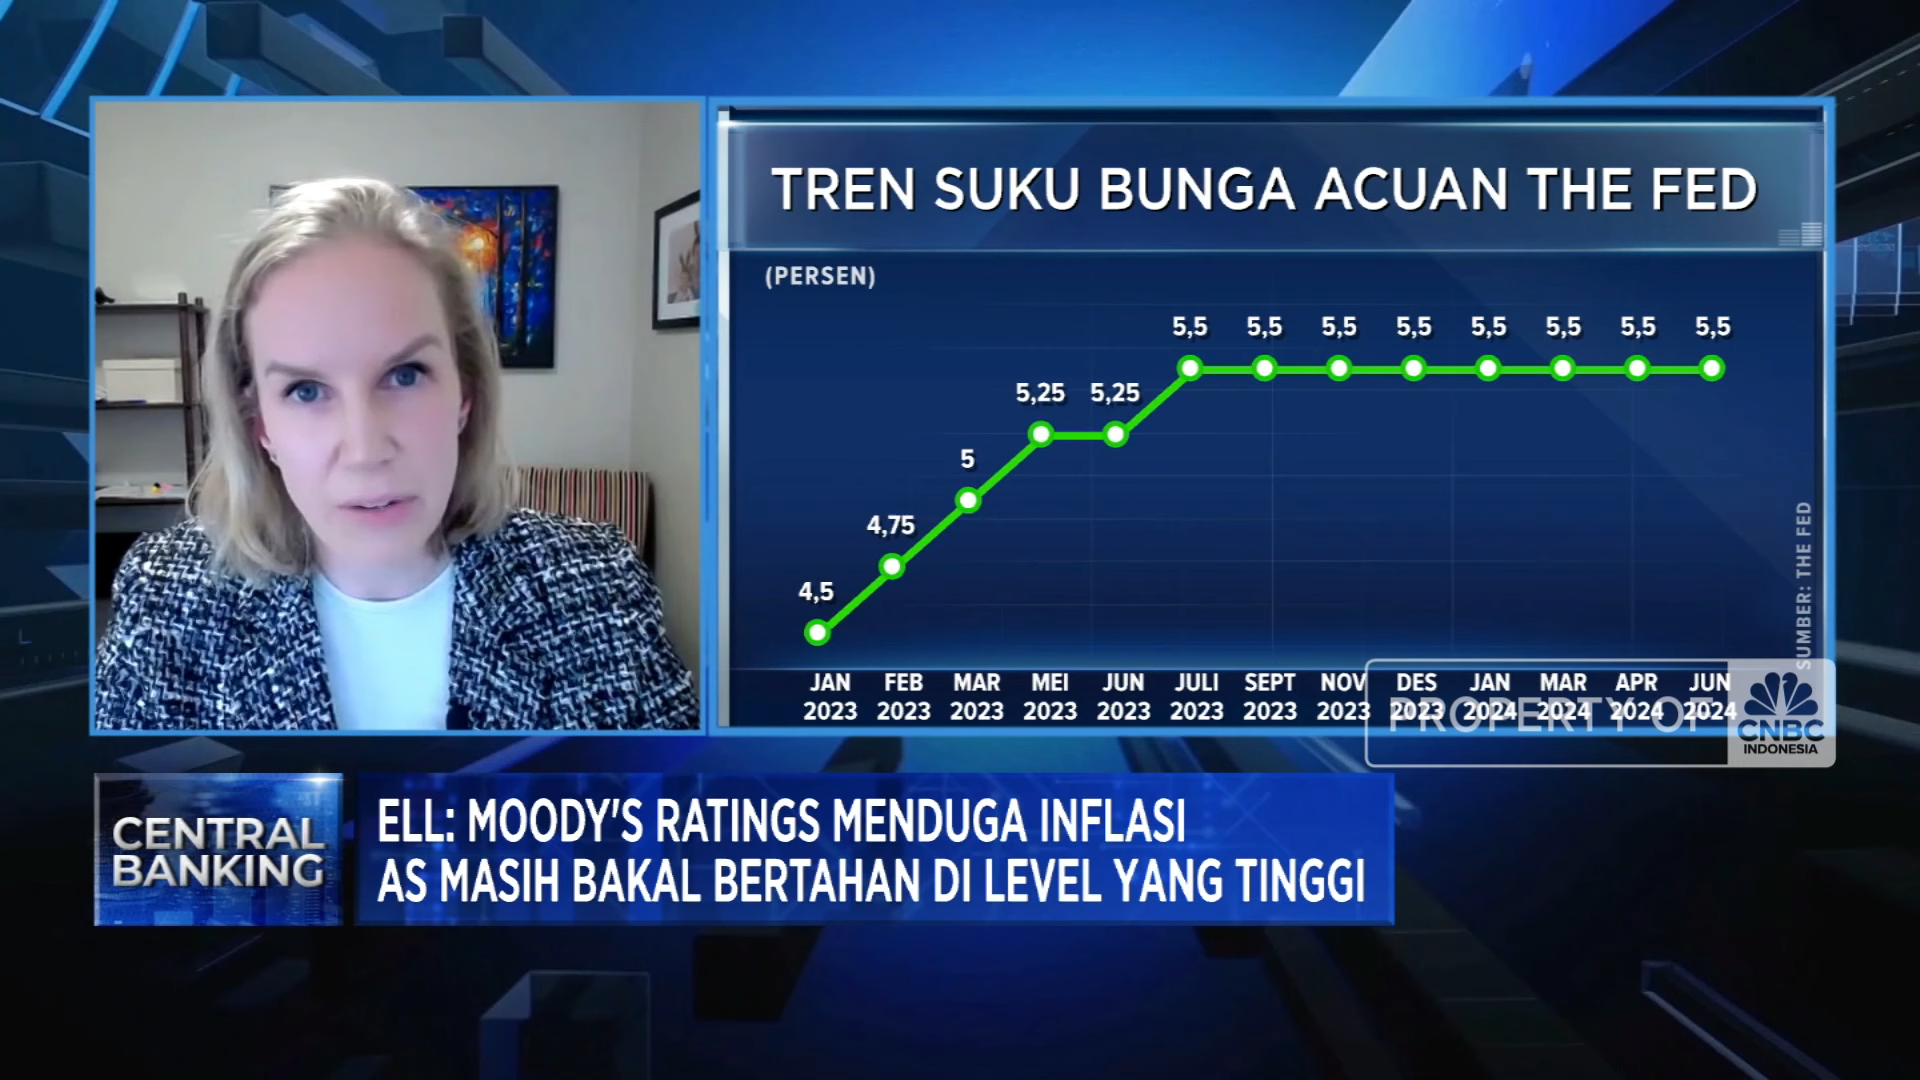 TREN SUKU BUNGA ACUAN THE FED
(PERSEN)
4,5
4,75
5
5,25
5,25
5,5
5,5
5,5
5,5
5,5
5,5
5,5
5,5
JAN FEB MAR MEI JUN JULI SEPT NOV DES JAN MAR APR JUN
2023 2023 2023 2023 2023 2023 2023 2023 2023 2024 2024 2024 2024
SUMBER: THE FED
PROPERTY OF
CNBC
INDONESIA
CENTRAL
BANKING
ELL: MOODY'S RATINGS MENDUGA INFLASI
AS MASIH BAKAL BERTAHAN DI LEVEL YANG TINGGI